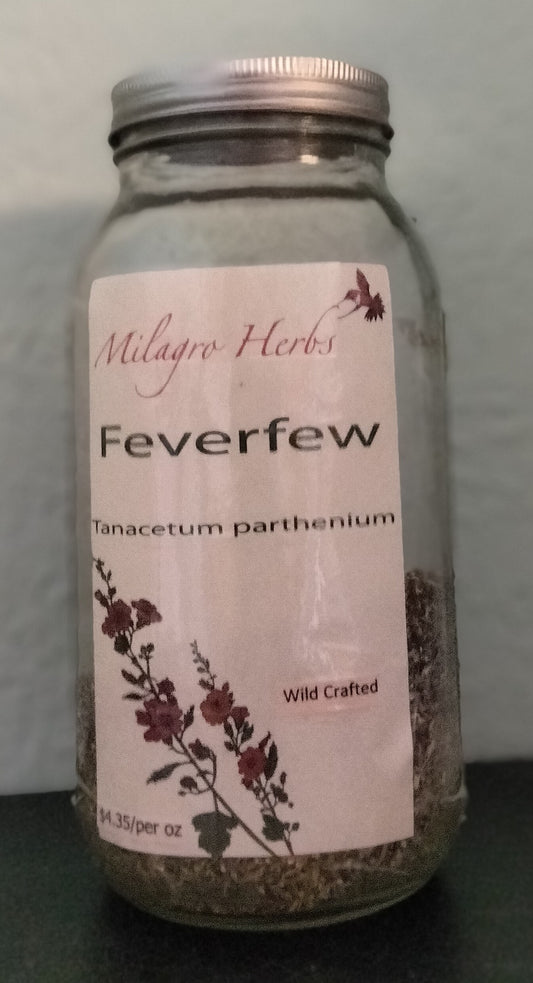 Milagro Herbs
Feverfew
Tanacetum parthenium
Wild Crafted
$4.35/per oz